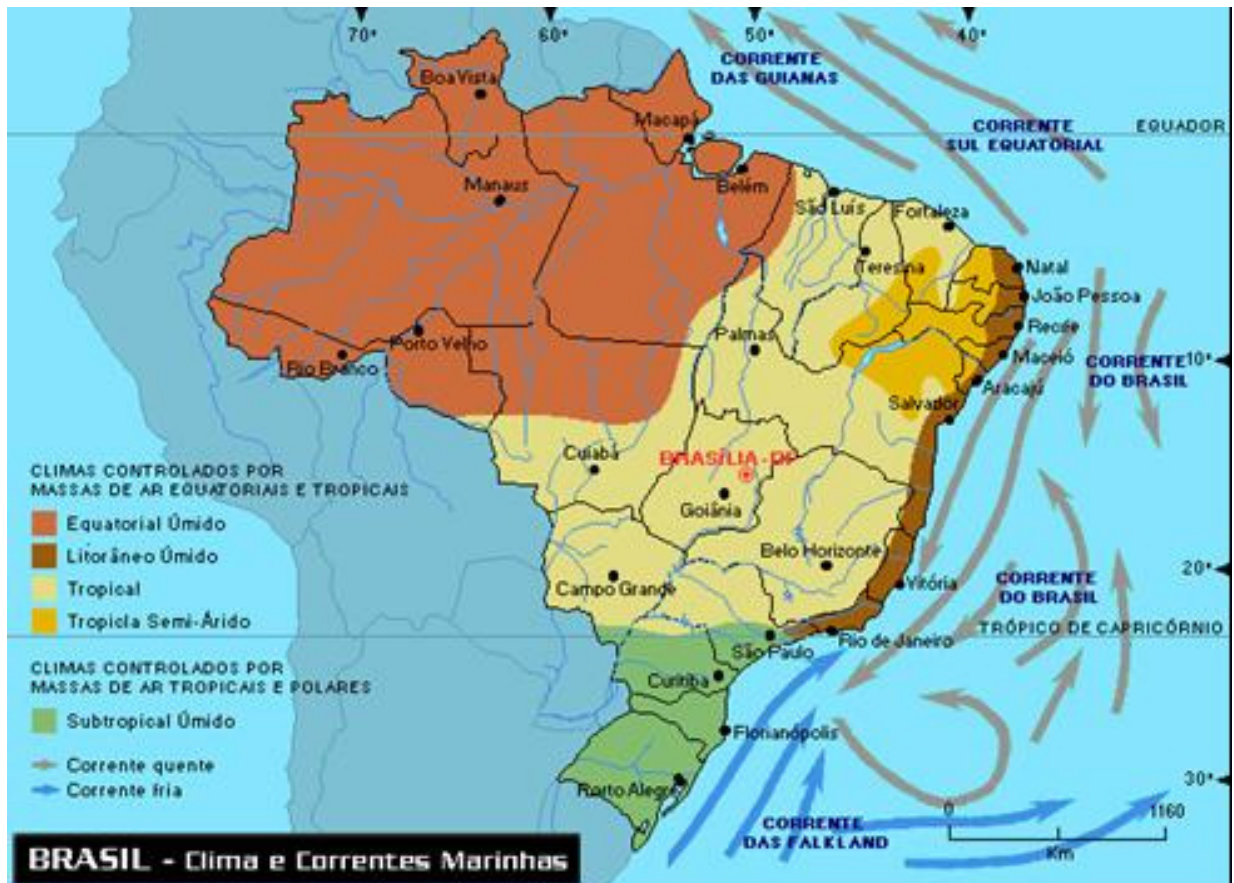 70°
60°
50°
40°
CORRENTE
DAS GUIANAS
CORRENTE
SUL EQUATORIAL
EQUADOR
Boa Vista
Macapá
Belém
Manaus
São Luís
Fortaleza
Teresina
Natal
João Pessoa
Recife
Maceió
Aracajú
10°
CORRENTE
DO BRASIL
Porto Velho
Rio Branco
Palmas
Salvador
Cuiabá
BRASÍLIA-DF
Goiânia
Belo Horizonte
Campo Grande
Vitória
20°
CORRENTE
DO BRASIL
TRÓPICO DE CAPRICÓRNIO
São Paulo
Rio de Janeiro
Curitiba
Florianópolis
Porto Alegre
30°
CORRENTE
DAS FALKLAND
0
1160
Km
CLIMAS CONTROLADOS POR
MASSAS DE AR EQUATORIAIS E TROPICAIS
Equatorial Úmido
Litorâneo Úmido
Tropical
Tropicla Semi-Árido
CLIMAS CONTROLADOS POR
MASSAS DE AR TROPICAIS E POLARES
Subtropical Úmido
Corrente quente
Corrente fria
BRASIL - Clima e Correntes Marinhas